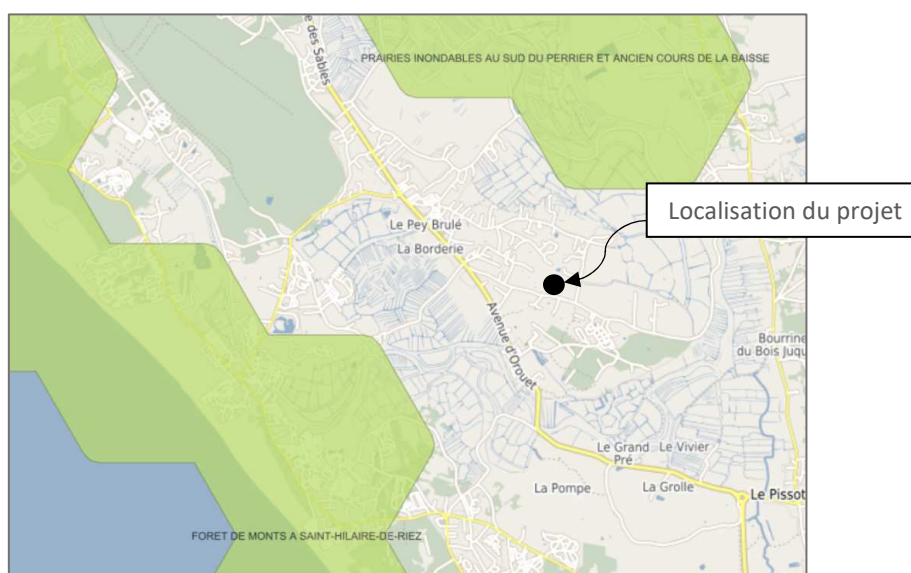 e des Sables
PRAIRIES INONDABLES AU SUD DU PERRIER ET ANCIEN COURS DE LA BAISSE
Localisation du projet
Le Pey Brulé
La Borderie
Avenue d'Orouet
Bourrine
du Bois Juqu
Le Grand
Pré
Le Vivier
La Pompe
La Grolle
Le Pissot
FORET DE MONTS A SAINT-HILAIRE-DE-RIEZ